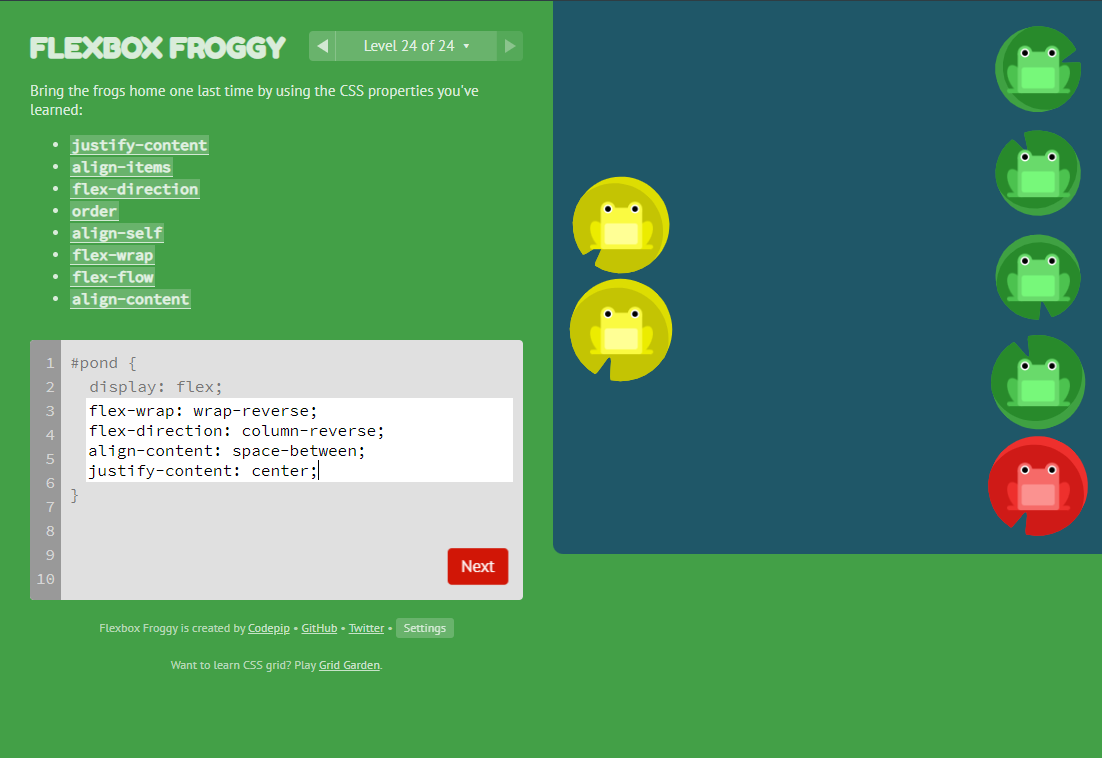 FLEXBOX FROGGY
Level 24 of 24
Bring the frogs home one last time by using the CSS properties you've
learned:
justify-content
align-items
flex-direction
order
align-self
flex-wrap
flex-flow
align-content
1 #pond {
2 display: flex;
3 flex-wrap: wrap-reverse;
4 flex-direction: column-reverse;
5 align-content: space-between;
6 justify-content: center;
7 }
8
9
10
Next
Flexbox Froggy is created by Codepip • GitHub • Twitter • Settings
Want to learn CSS grid? Play Grid Garden.